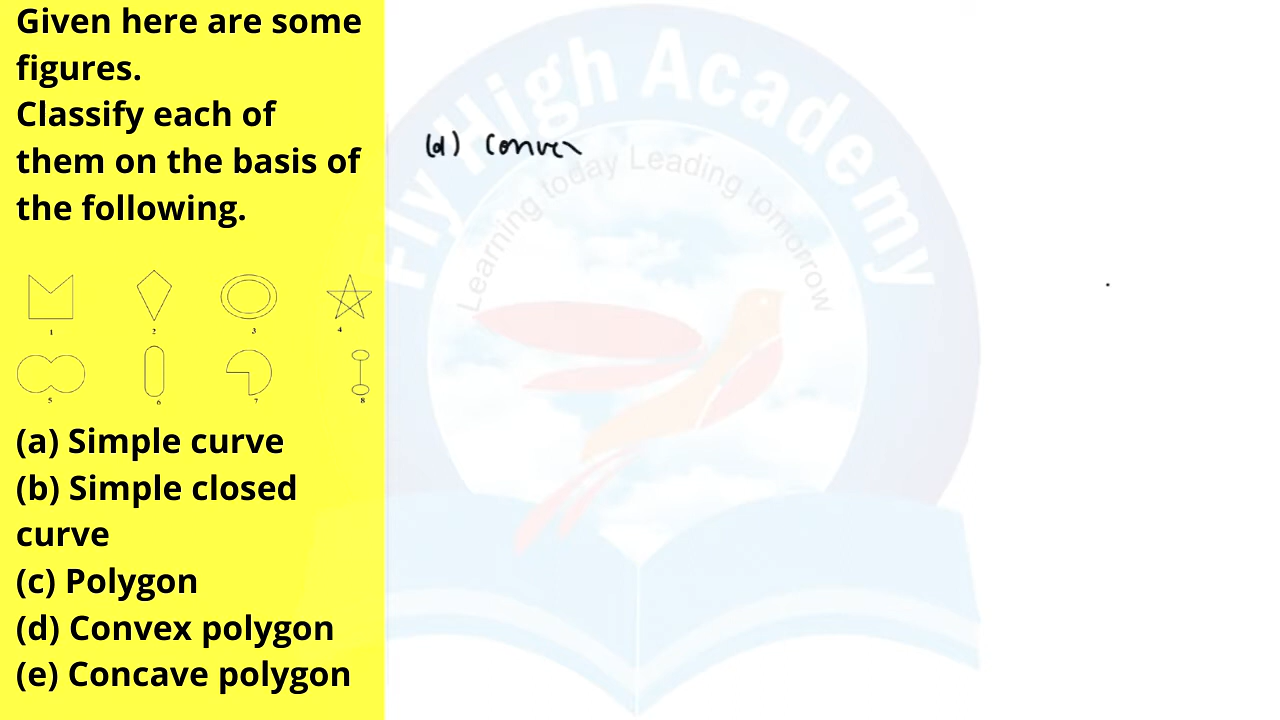 Given here are some
figures.
Classify each of
them on the basis of
the following.
1 2 3 4
5 6 7 8
(a) Simple curve
(b) Simple closed
curve
(c) Polygon
(d) Convex polygon
(e) Concave polygon
Fly High Academy
Learning today Leading tomorrow
(d) Convex